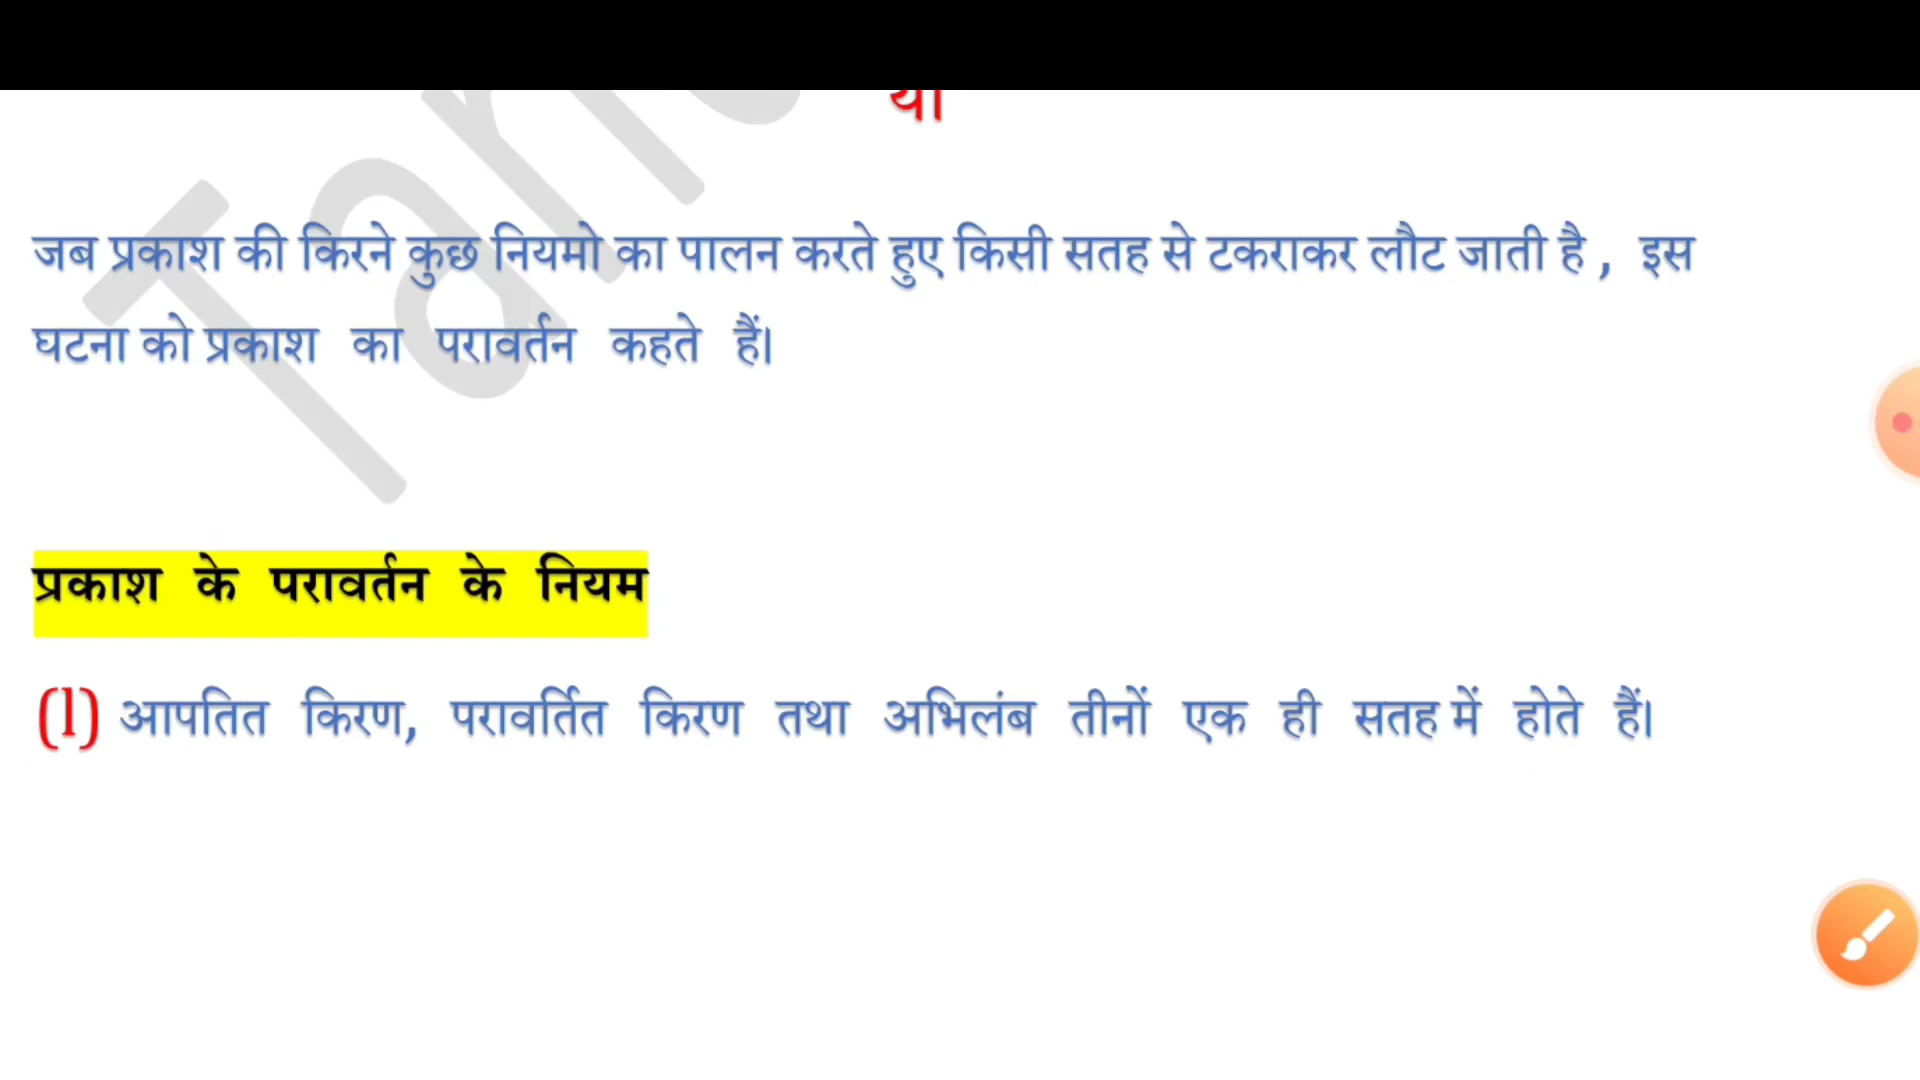 या
जब प्रकाश की किरने कुछ नियमो का पालन करते हुए किसी सतह से टकराकर लौट जाती है , इस
घटना को प्रकाश का परावर्तन कहते हैं।
प्रकाश के परावर्तन के नियम
(l) आपतित किरण, परावर्तित किरण तथा अभिलंब तीनों एक ही सतह में होते हैं।